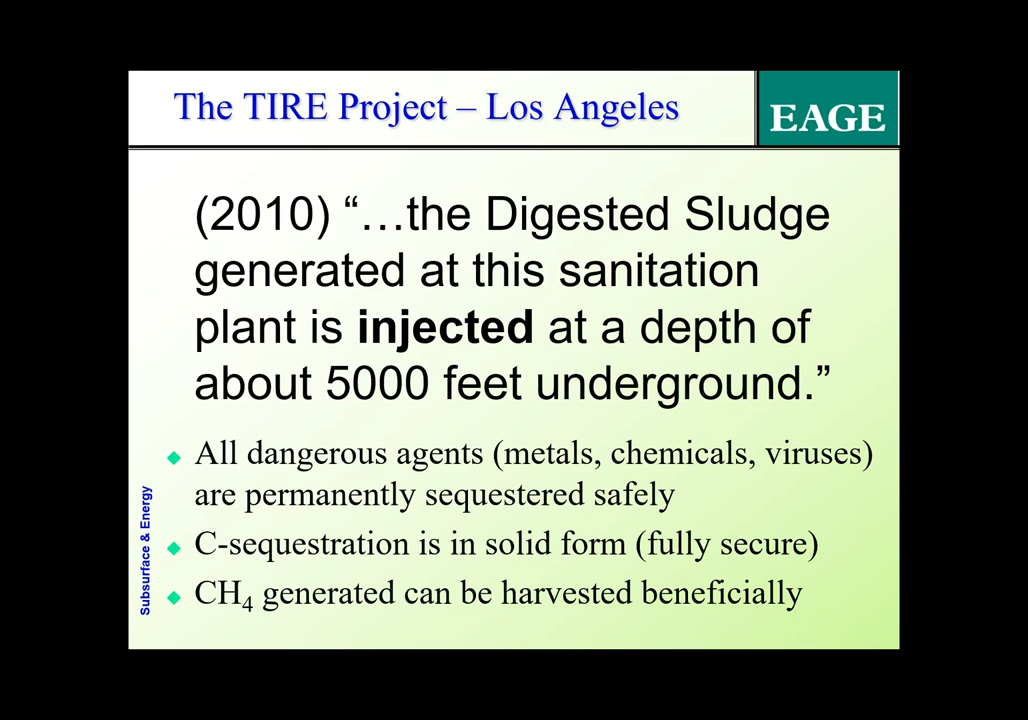 The TIRE Project – Los Angeles
EAGE
(2010) “…the Digested Sludge
generated at this sanitation
plant is injected at a depth of
about 5000 feet underground.”
All dangerous agents (metals, chemicals, viruses)
are permanently sequestered safely
C-sequestration is in solid form (fully secure)
CH4 generated can be harvested beneficially
Subsurface & Energy